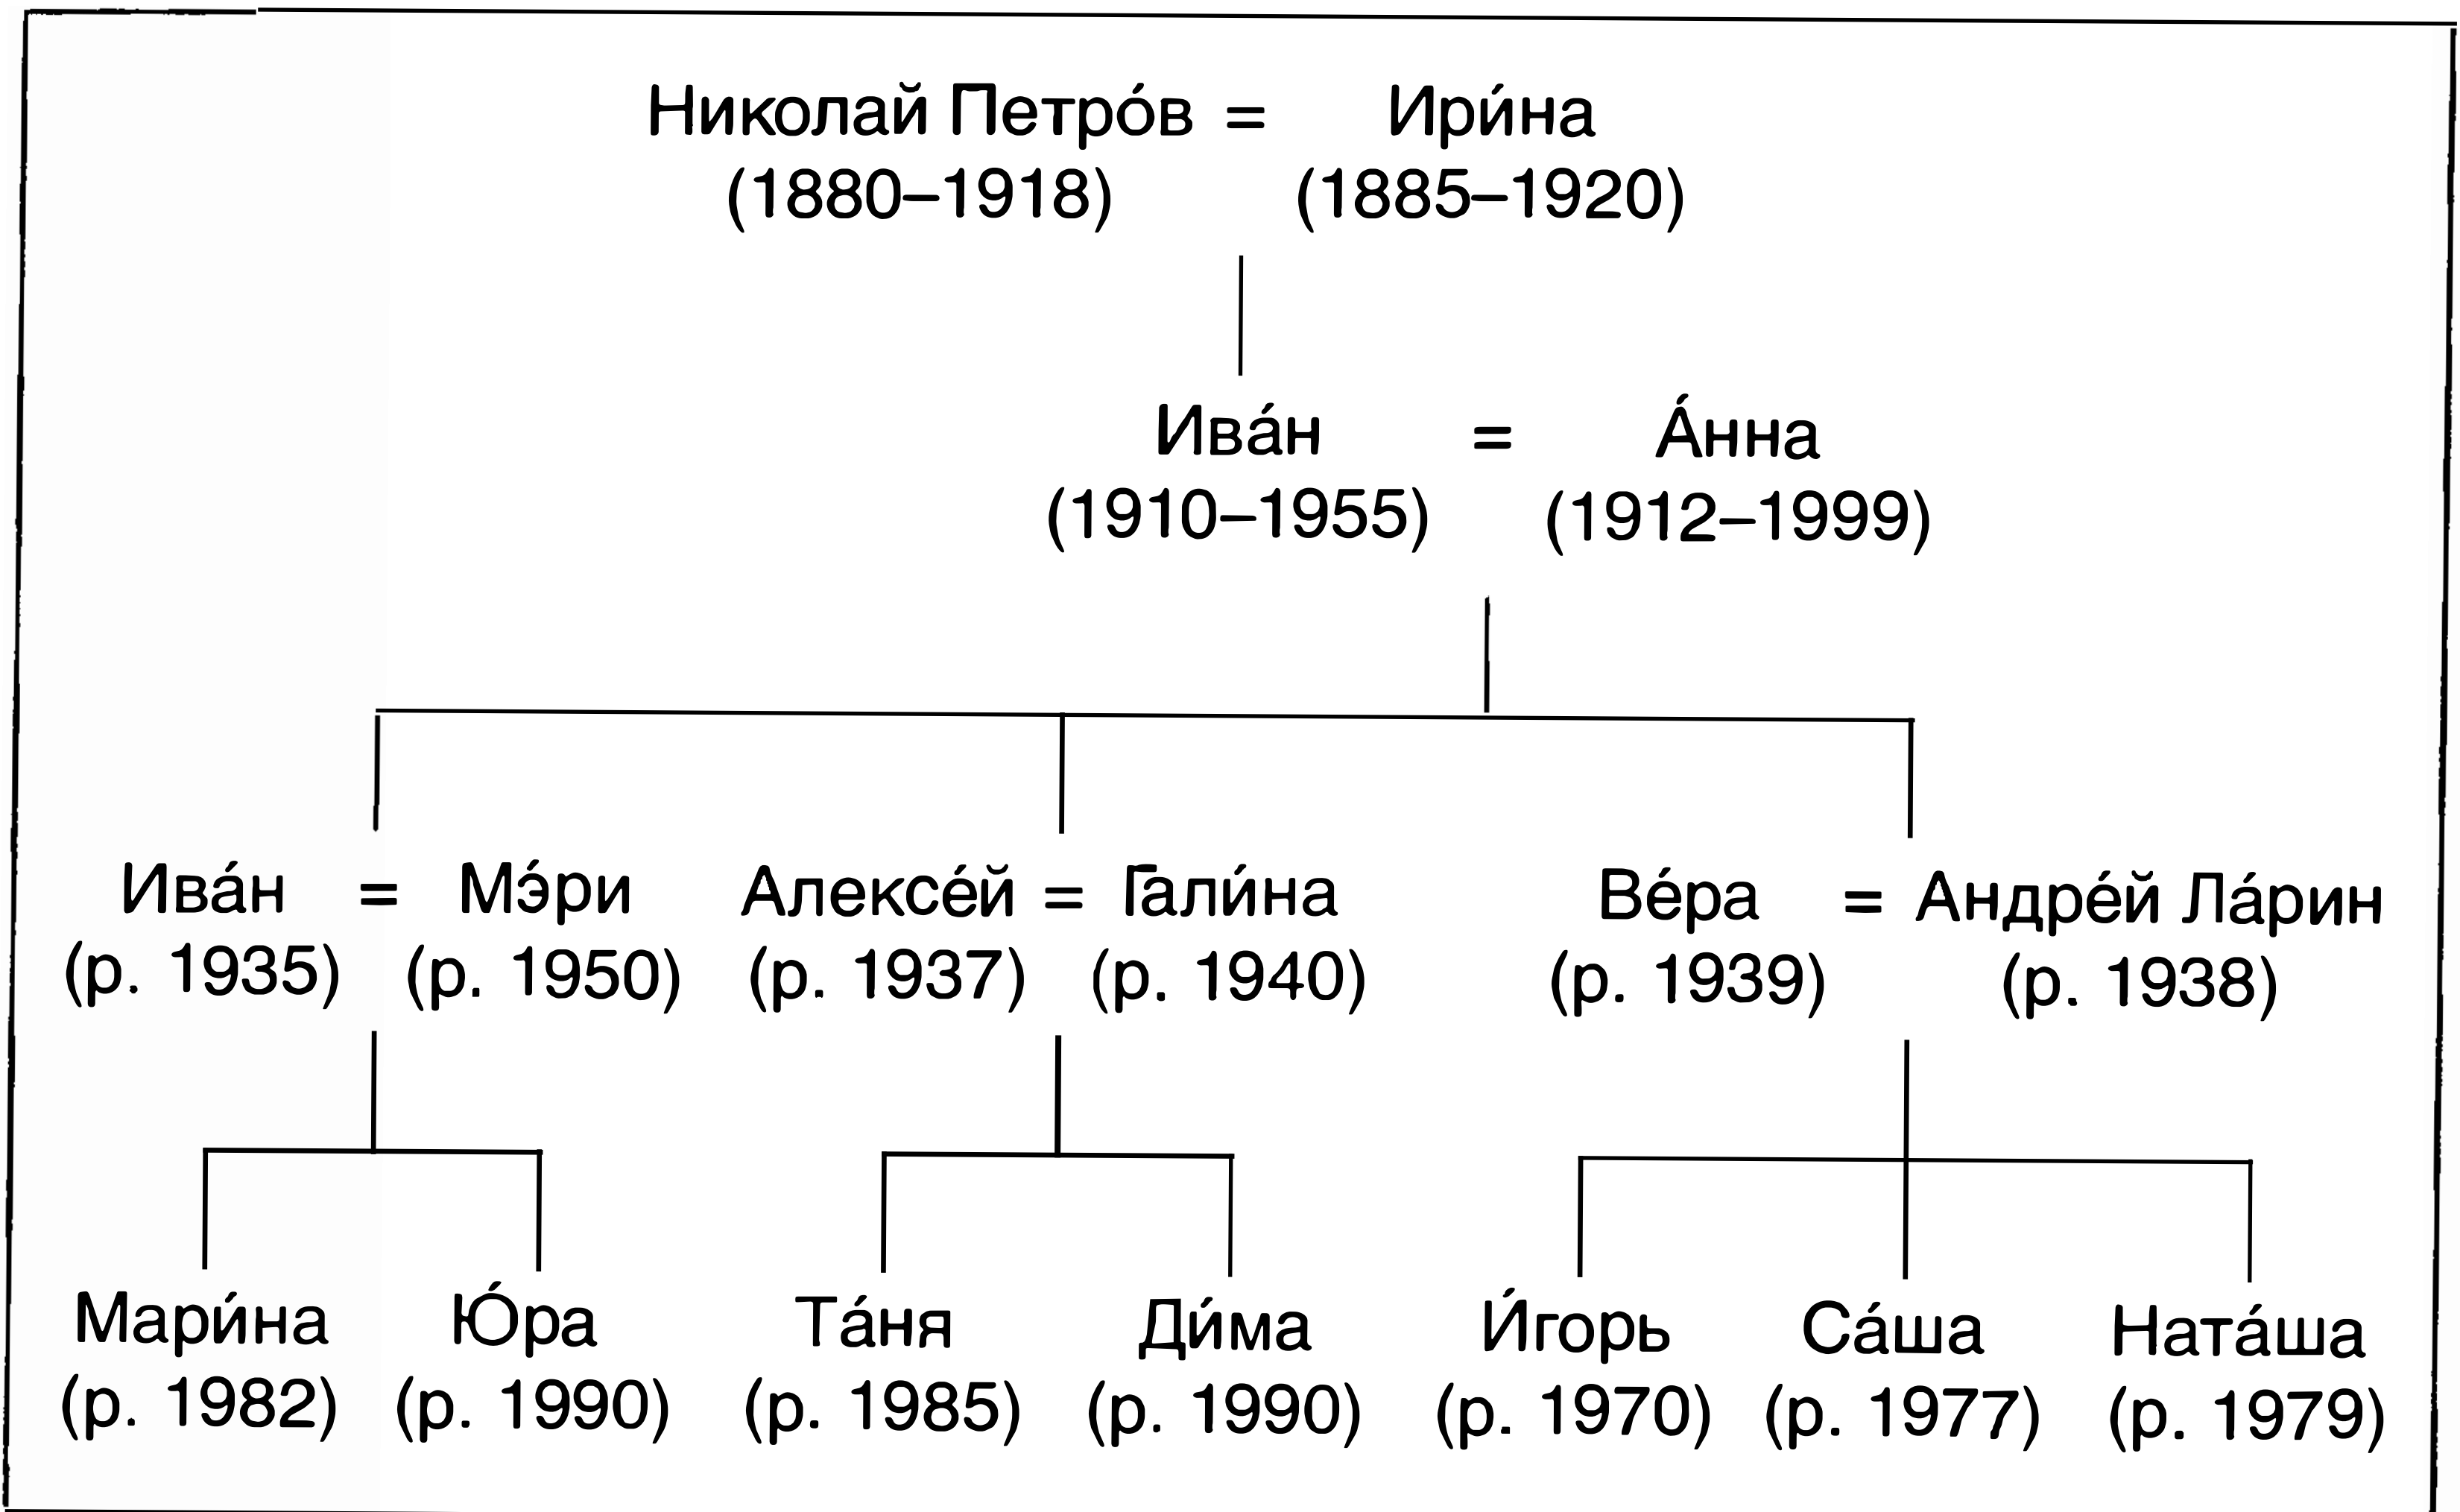 Николай Петро́в = Ири́на
(1880–1918) (1885–1920)
Ива́н = А́нна
(1910–1955) (1912–1999)
Ива́н = Мэ́ри Алексе́й = Гали́на Ве́ра = Андре́й Ла́рин
(р. 1935) (р. 1950) (р. 1937) (р. 1940) (р. 1939) (р. 1938)
Мари́на Ю́ра Та́ня Ди́ма И́горь Са́ша Ната́ша
(р. 1982) (р. 1990) (р. 1985) (р. 1990) (р. 1970) (р. 1977) (р. 1979)